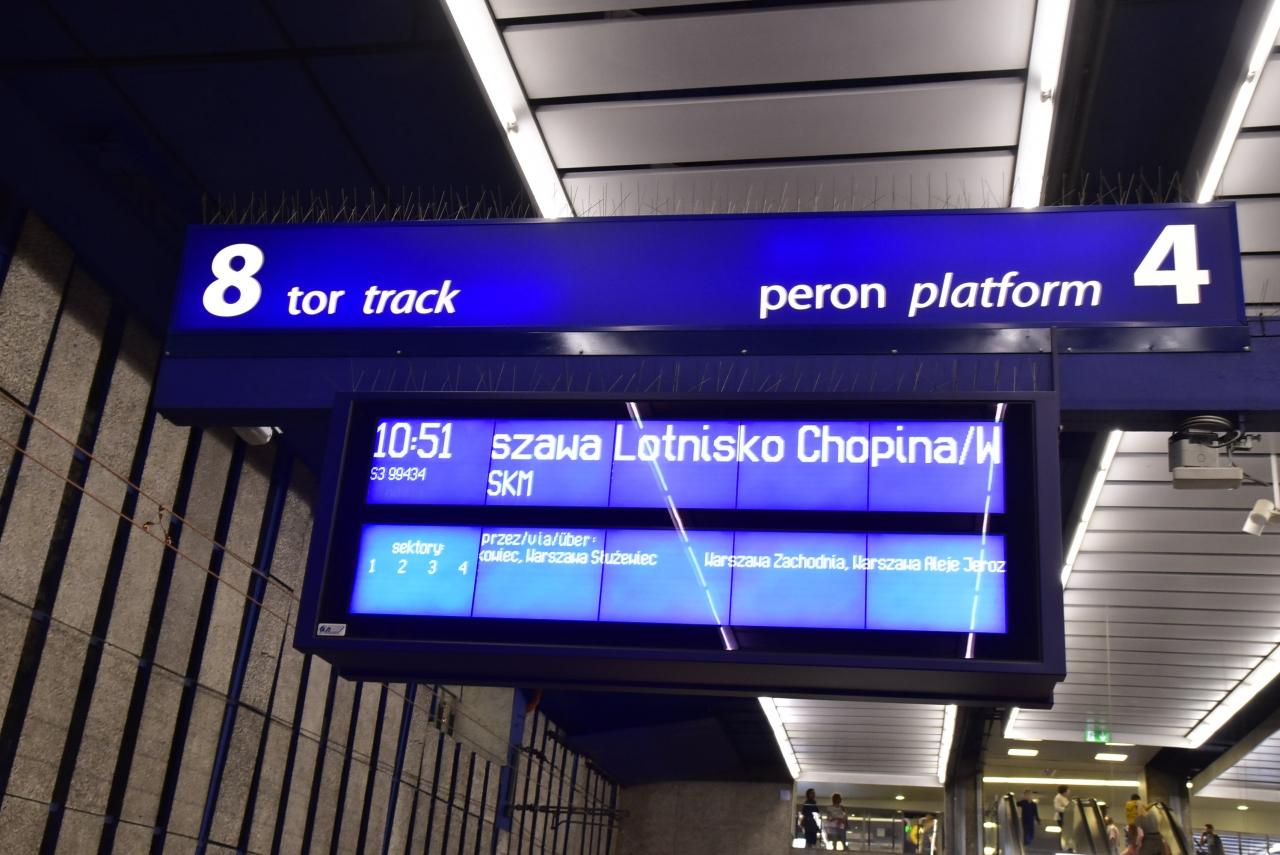 8 tor track peron platform 4
10:51 szawa Lotnisko Chopina/W
S3 99434 SKM
sektory: przez/via/über:
1 2 3 4 kowiec, Warszawa Służewiec Warszawa Zachodnia, Warszawa Aleje Jeroz